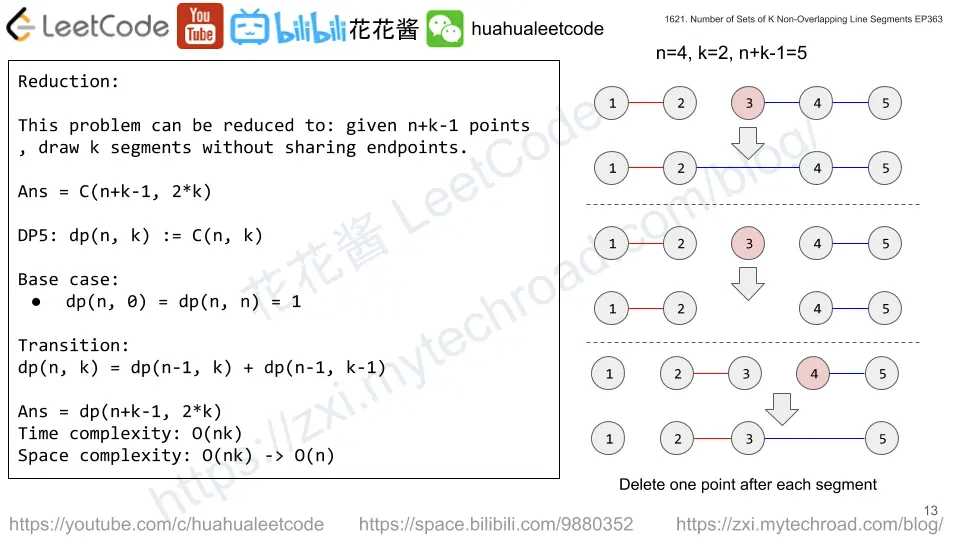 LeetCode You Tube bilibili 花花酱 huahualeetcode
1621. Number of Sets of K Non-Overlapping Line Segments EP363
Reduction:
This problem can be reduced to: given n+k-1 points
, draw k segments without sharing endpoints.
Ans = C(n+k-1, 2*k)
DP5: dp(n, k) := C(n, k)
Base case:
● dp(n, 0) = dp(n, n) = 1
Transition:
dp(n, k) = dp(n-1, k) + dp(n-1, k-1)
Ans = dp(n+k-1, 2*k)
Time complexity: O(nk)
Space complexity: O(nk) -> O(n)
n=4, k=2, n+k-1=5
1 2 3 4 5
1 2 4 5
1 2 3 4 5
1 2 4 5
1 2 3 4 5
1 2 3 5
Delete one point after each segment
花花酱 LeetCode
https://zxi.mytechroad.com/blog/
13
https://youtube.com/c/huahualeetcode https://space.bilibili.com/9880352 https://zxi.mytechroad.com/blog/